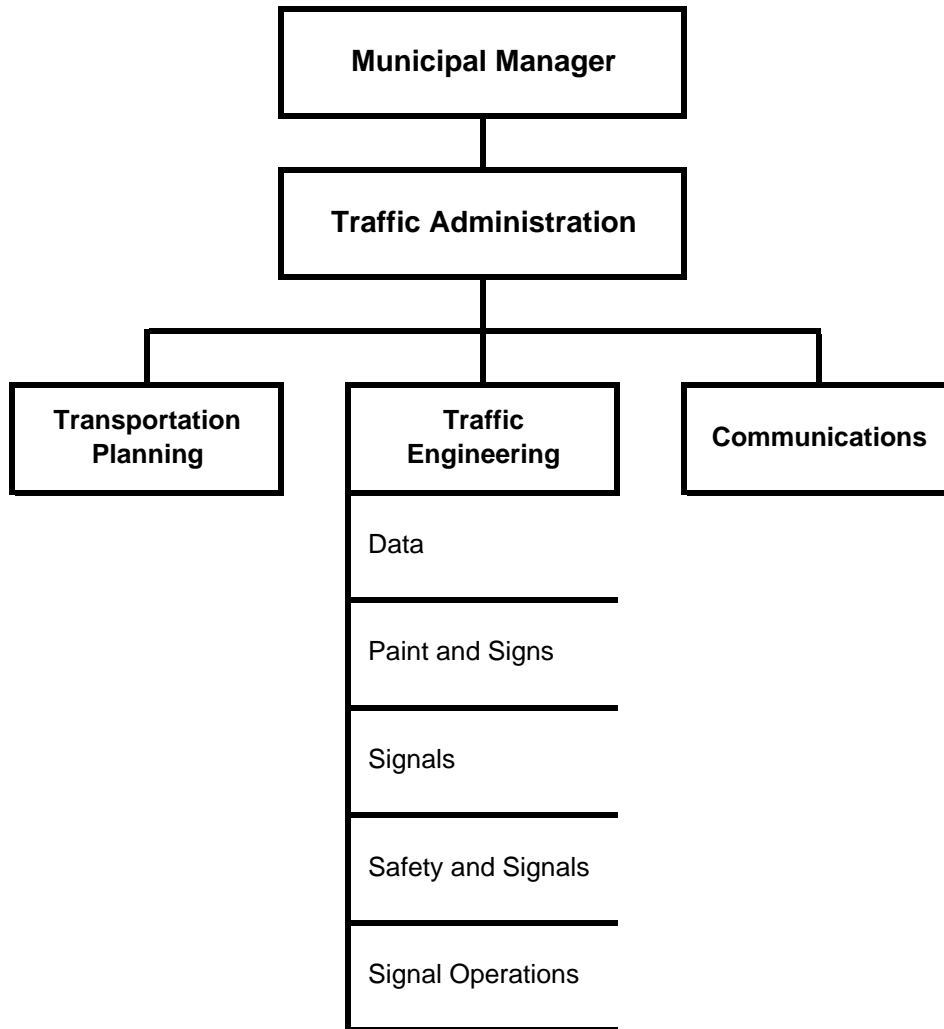 Municipal Manager
Traffic Administration
Transportation
Planning
Traffic
Engineering
Communications
Data
Paint and Signs
Signals
Safety and Signals
Signal Operations